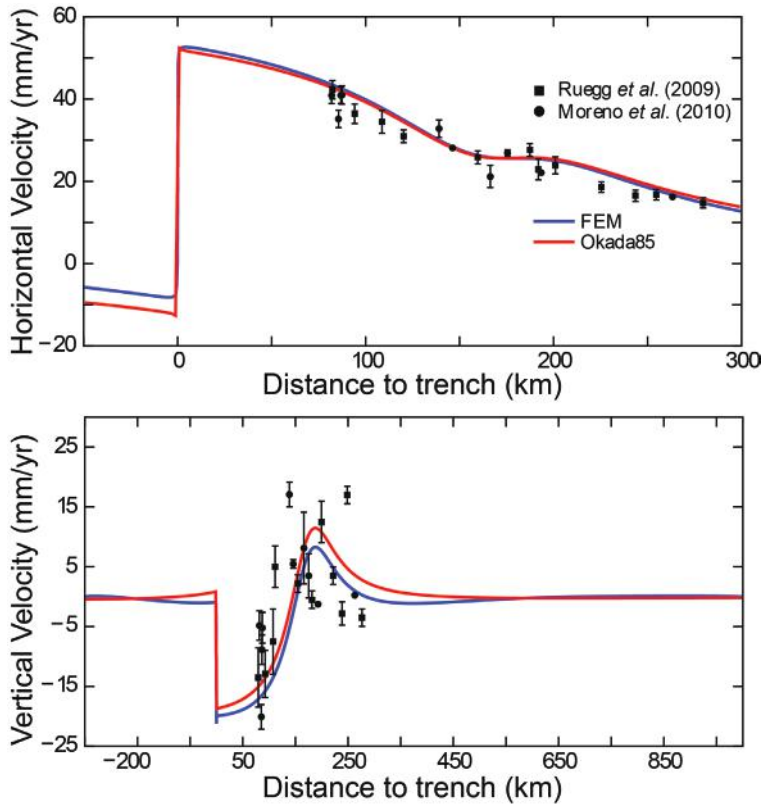 60
40
20
0
−20
Horizontal Velocity (mm/yr)
Ruegg et al. (2009)
Moreno et al. (2010)
FEM
Okada85
0 100 200 300
Distance to trench (km)
25
15
5
−5
−15
−25
Vertical Velocity (mm/yr)
−200 50 250 450 650 850
Distance to trench (km)